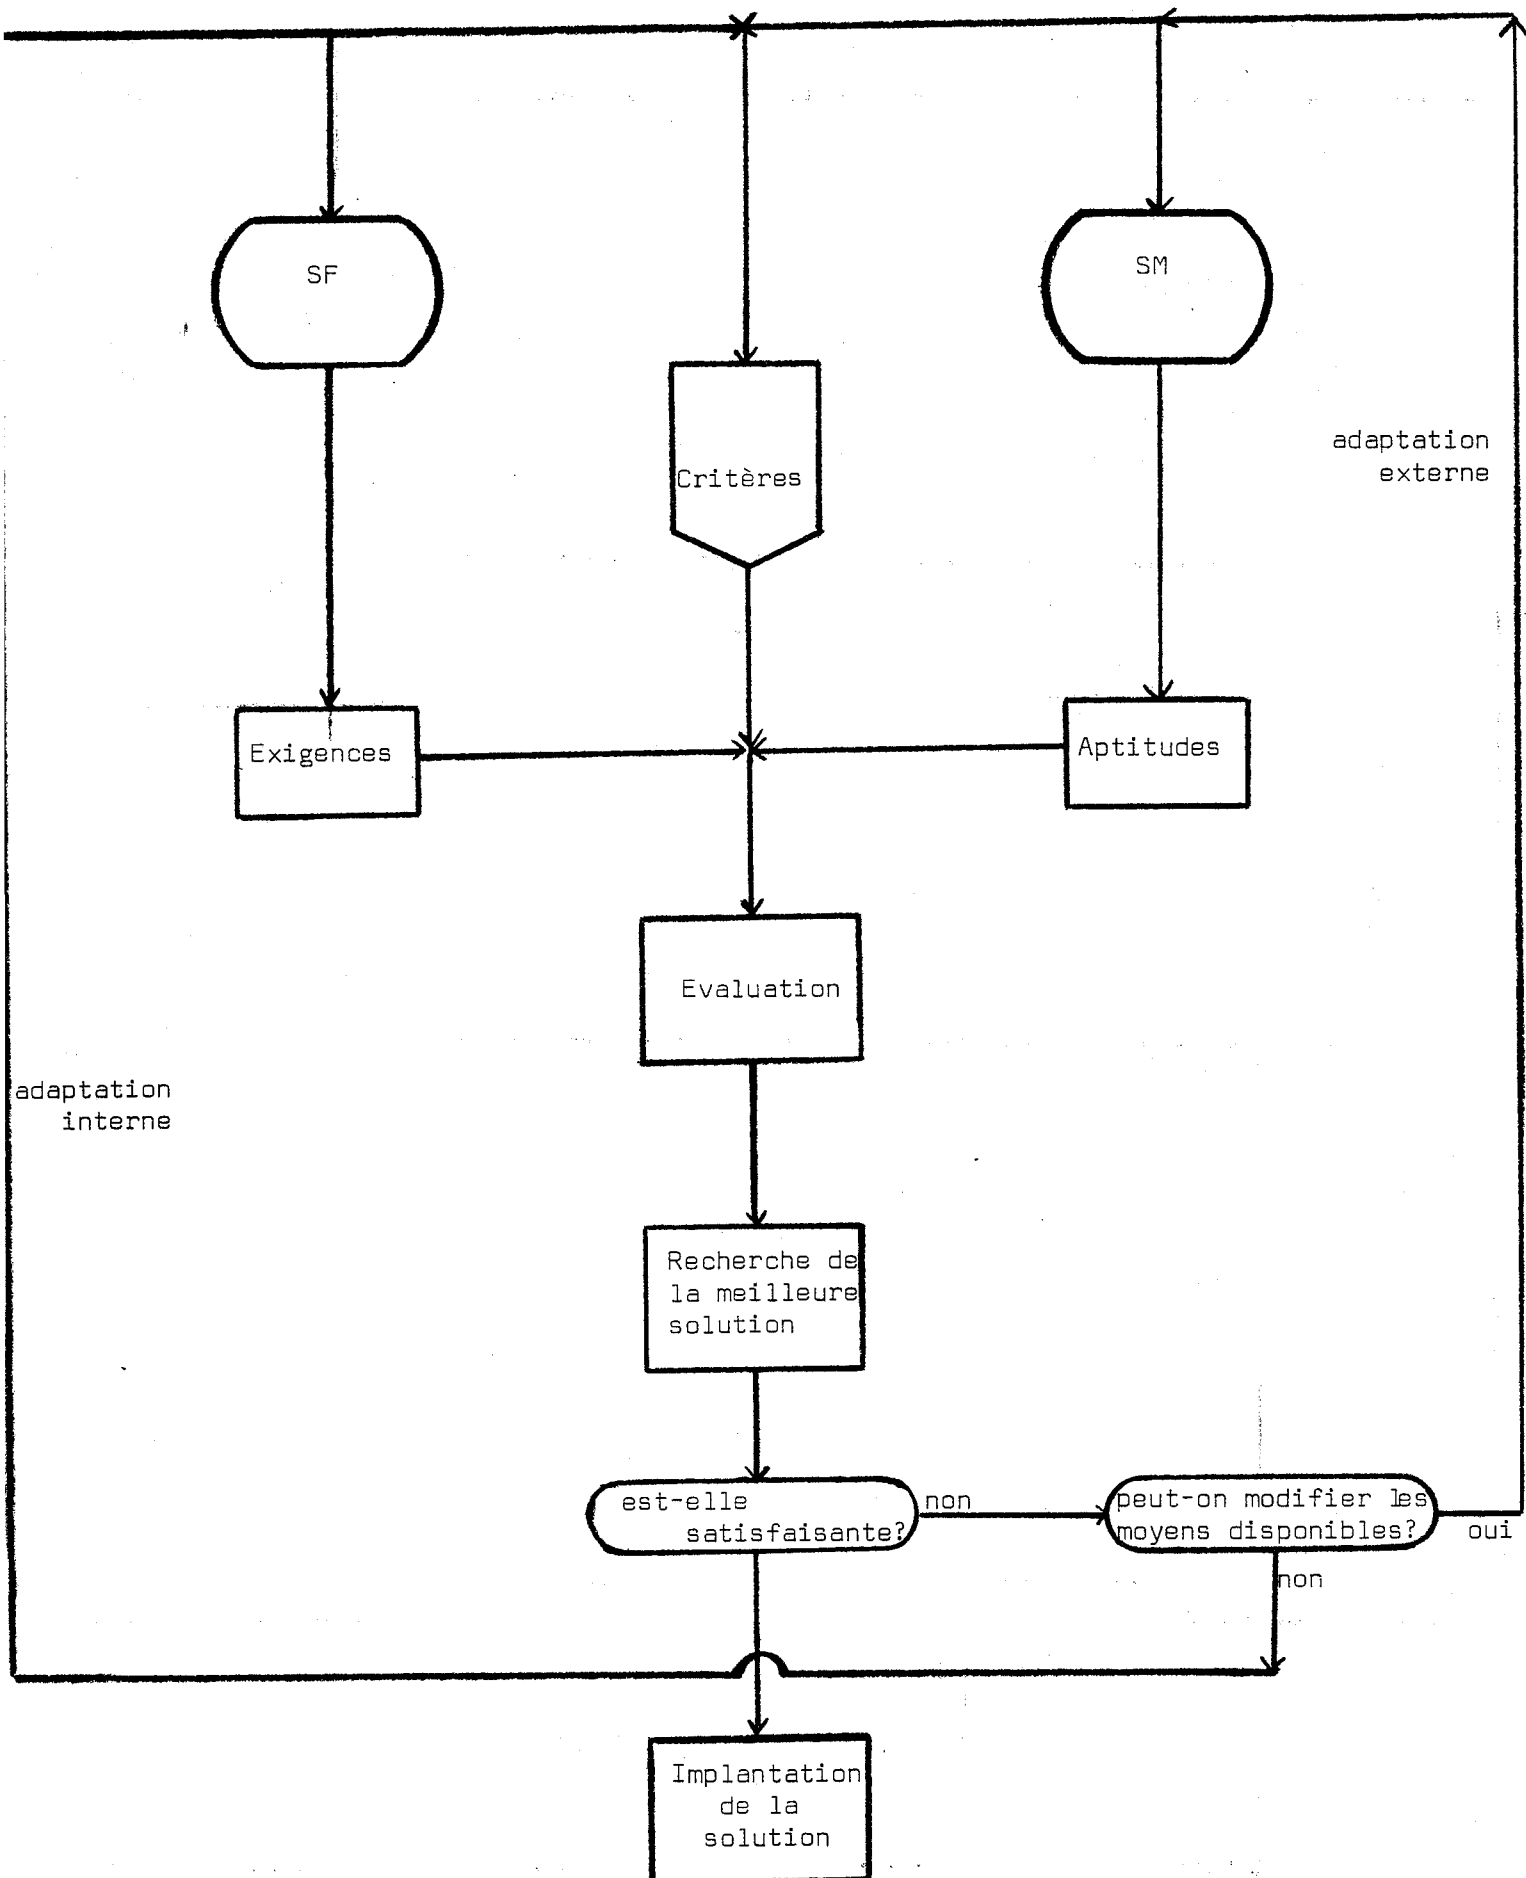 SF
SM
Critères
adaptation
externe
Exigences
Aptitudes
Evaluation
adaptation
interne
Recherche de
la meilleure
solution
est-elle
satisfaisante?
non
peut-on modifier les
moyens disponibles?
oui
non
Implantation
de la
solution